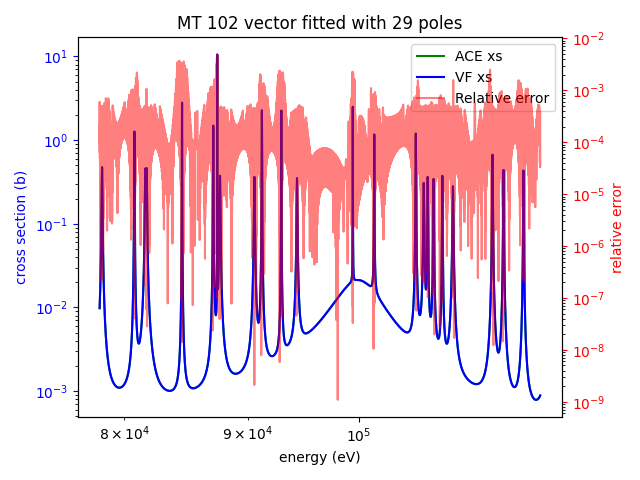 MT 102 vector fitted with 29 poles
ACE xs
VF xs
Relative error
cross section (b)
10¹
10⁰
10⁻¹
10⁻²
10⁻³
relative error
10⁻²
10⁻³
10⁻⁴
10⁻⁵
10⁻⁶
10⁻⁷
10⁻⁸
10⁻⁹
8 × 10⁴
9 × 10⁴
10⁵
energy (eV)